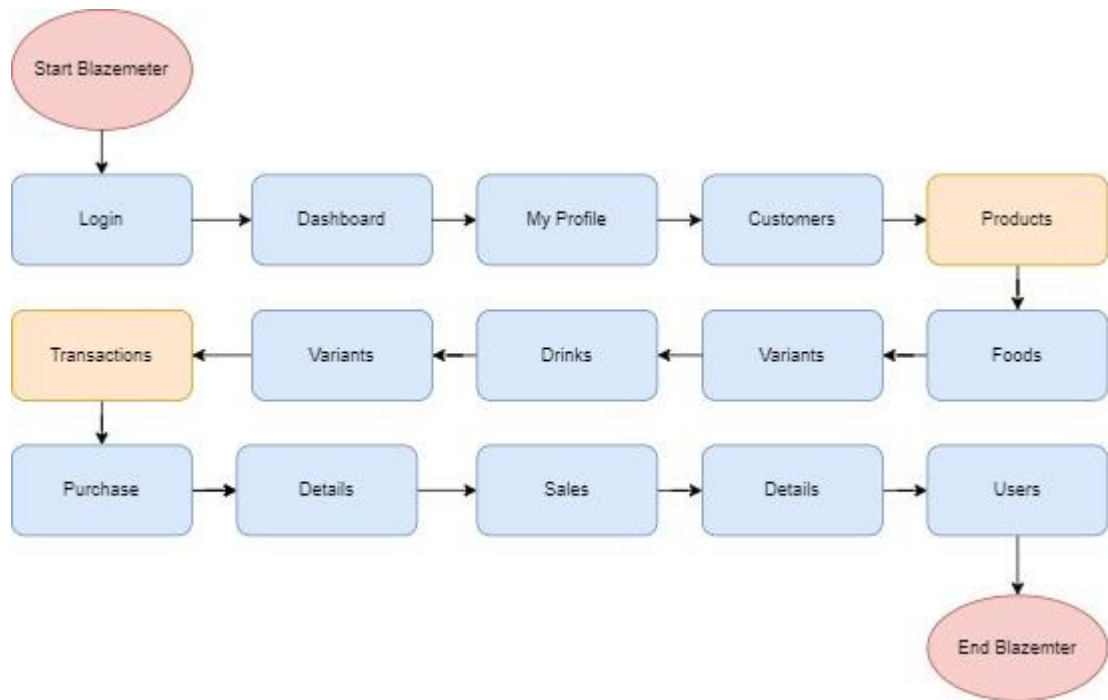 Start Blazemeter
Login
Dashboard
My Profile
Customers
Products
Foods
Variants
Drinks
Variants
Transactions
Purchase
Details
Sales
Details
Users
End Blazemter